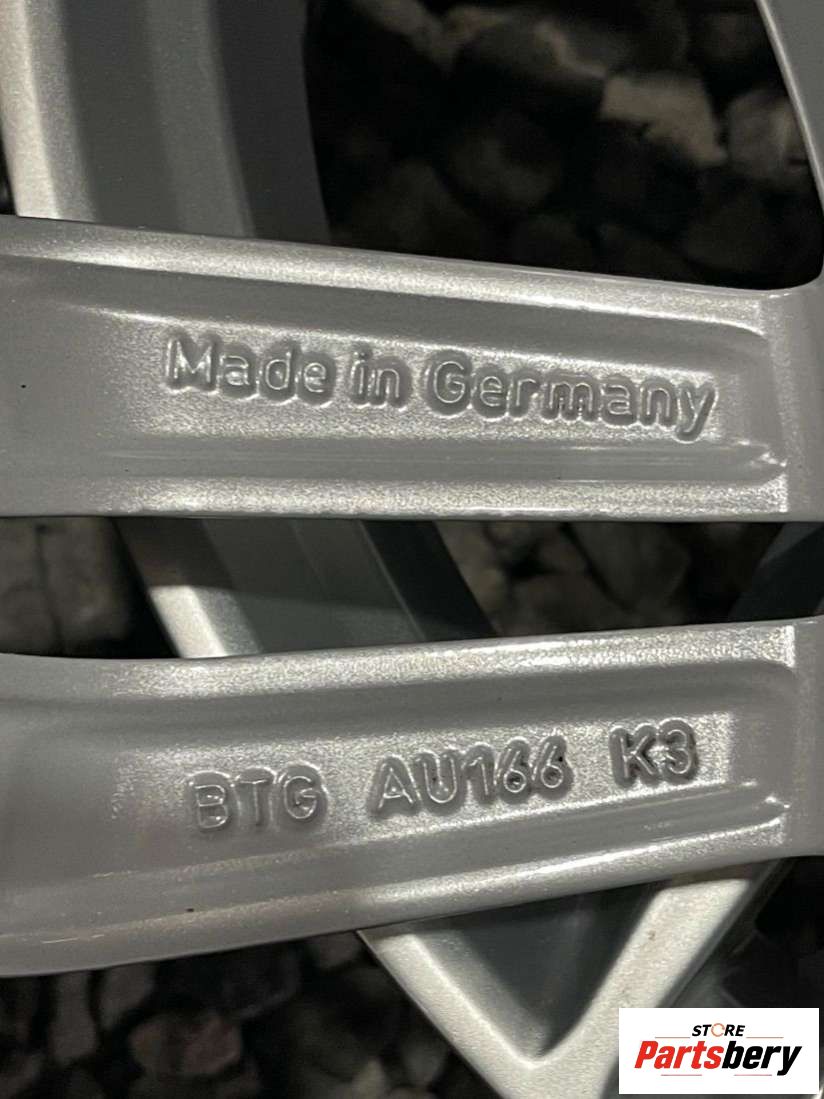 Made in Germany
BTG AU166 K3
STORE
Partsbery